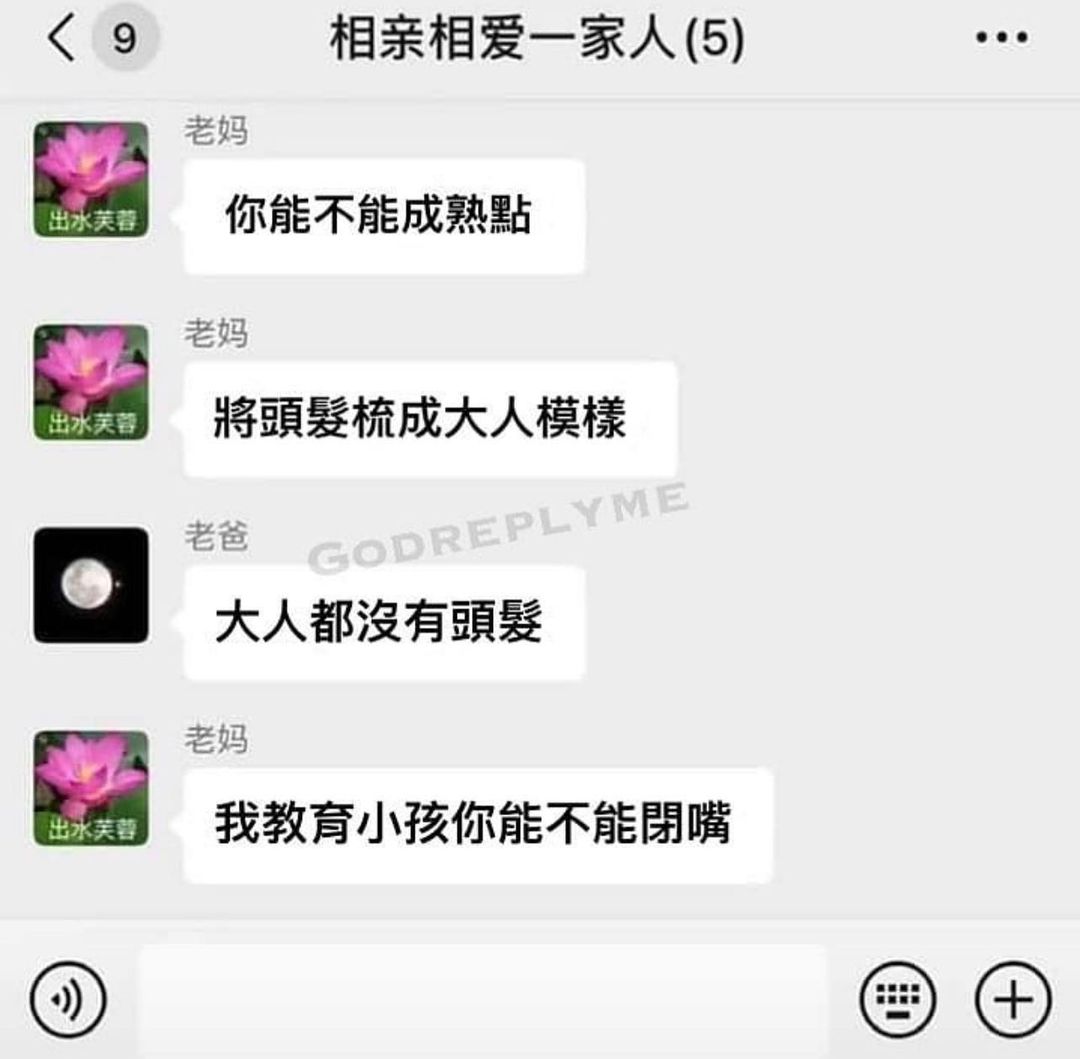 9
相亲相爱一家人(5)
老妈
出水芙蓉
你能不能成熟點
老妈
出水芙蓉
將頭髮梳成大人模樣
GODREPLYME
老爸
大人都沒有頭髮
老妈
出水芙蓉
我教育小孩你能不能閉嘴